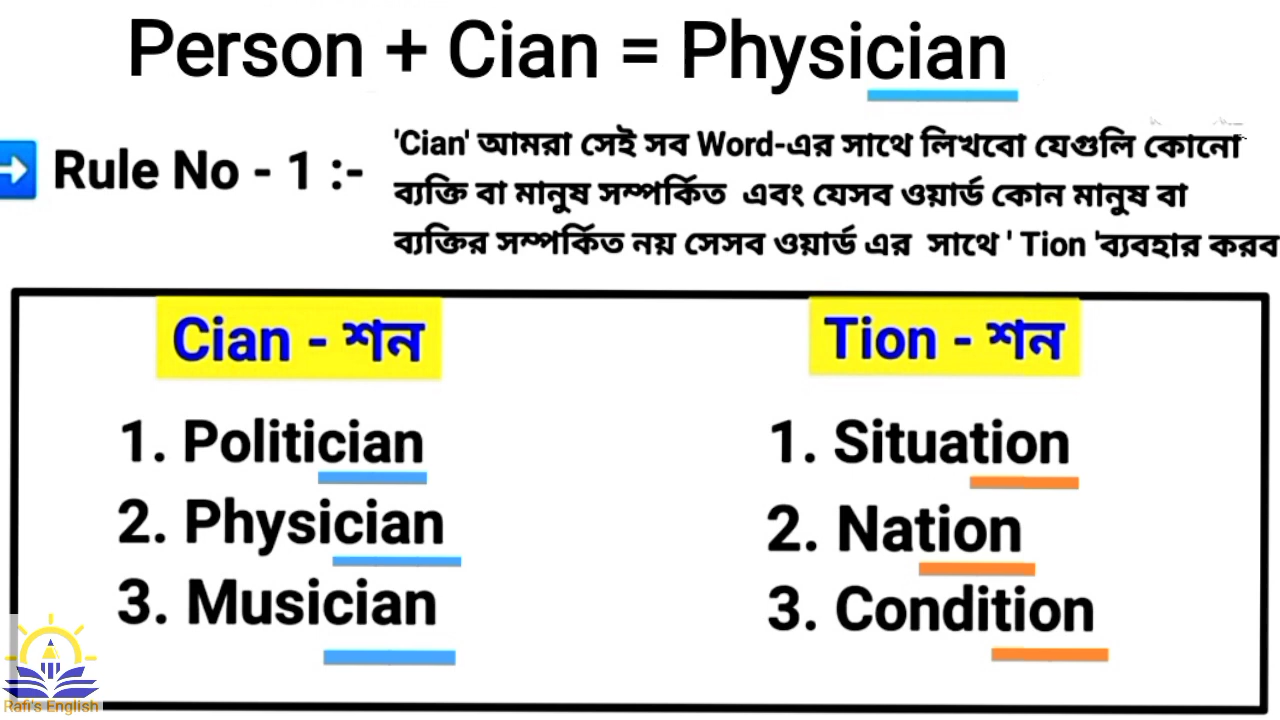 Person + Cian = Physician
Rule No - 1 :-
'Cian' আমরা সেই সব Word-এর সাথে লিখবো যেগুলি কোনো
ব্যক্তি বা মানুষ সম্পর্কিত এবং যেসব ওয়ার্ড কোন মানুষ বা
ব্যক্তির সম্পর্কিত নয় সেসব ওয়ার্ড এর সাথে ' Tion 'ব্যবহার করব
Cian - শন
1. Politician
2. Physician
3. Musician
Tion - শন
1. Situation
2. Nation
3. Condition
Rafi's English